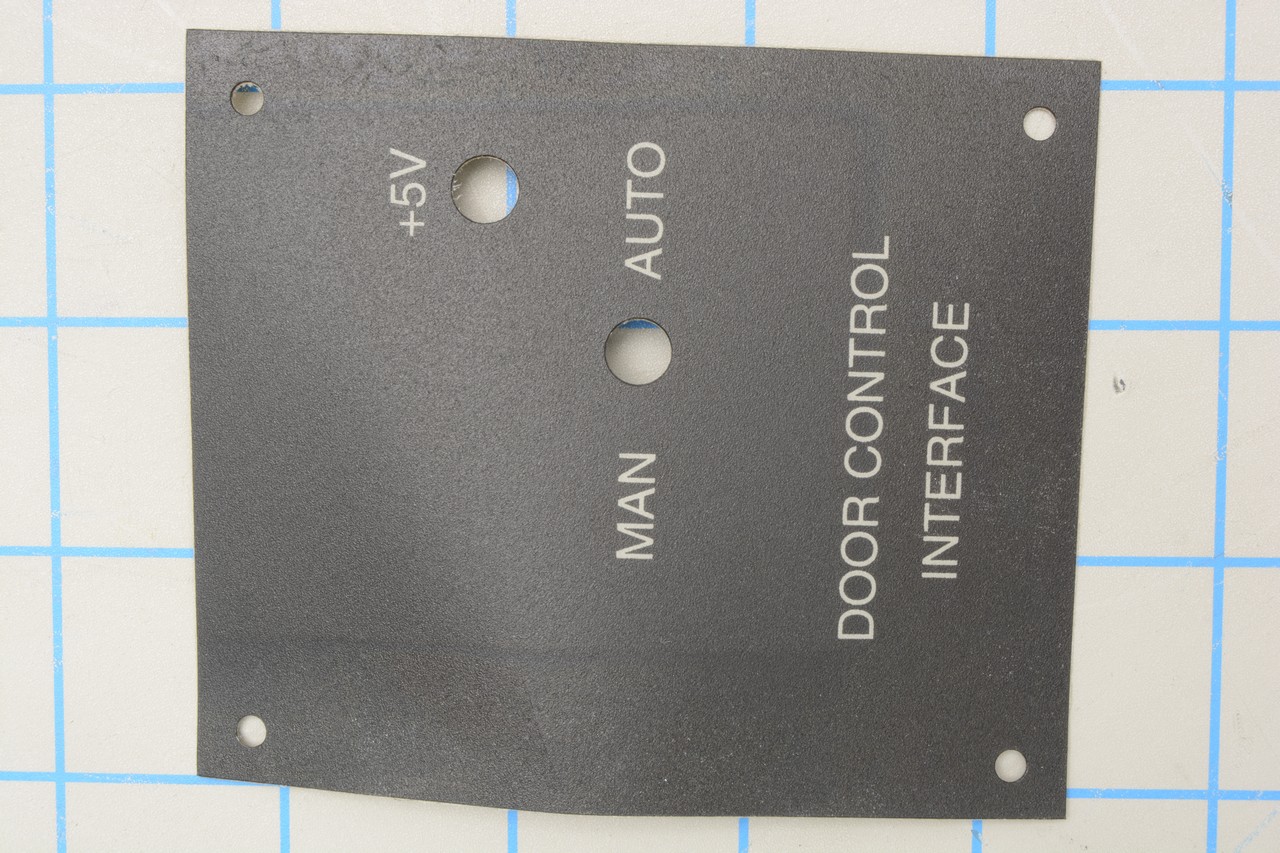 +5V
MAN AUTO
DOOR CONTROL
INTERFACE